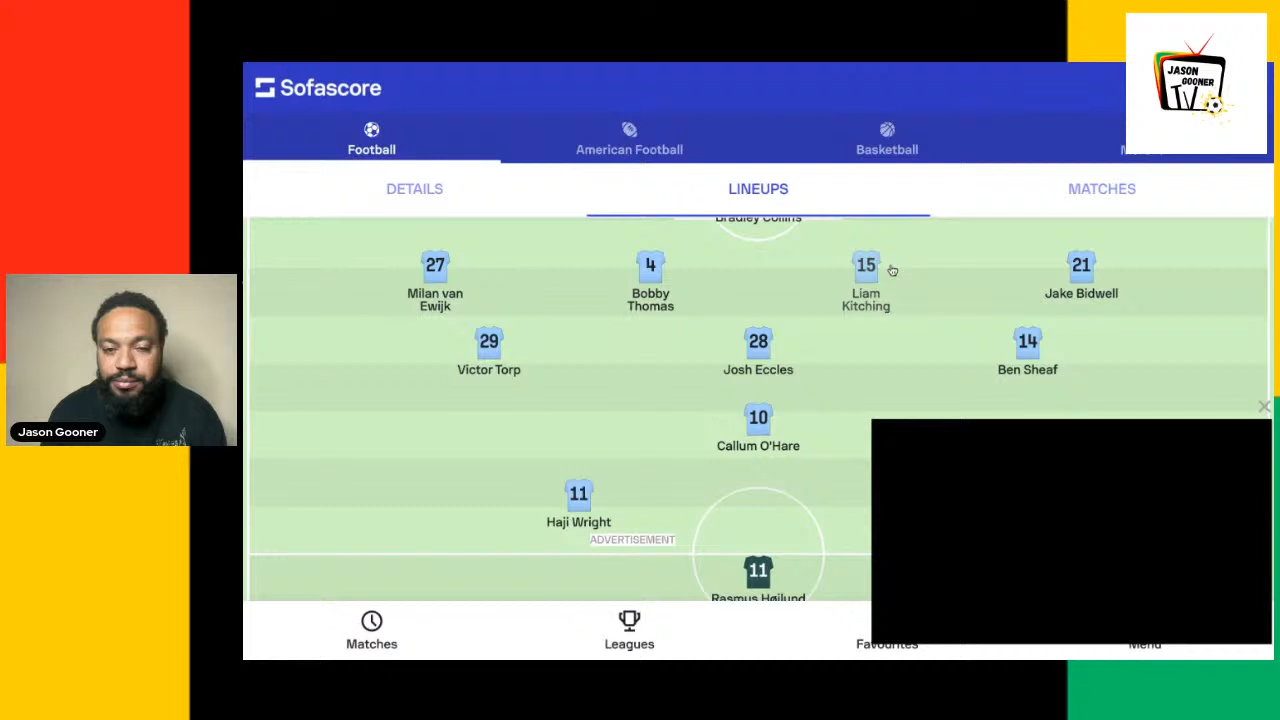 JASON
GOONER
TV
Sofascore
Football
American Football
Basketball
DETAILS
LINEUPS
MATCHES
Bradley Collins
27
Milan van
Ewijk
4
Bobby
Thomas
15
Liam
Kitching
21
Jake Bidwell
29
Victor Torp
28
Josh Eccles
14
Ben Sheaf
10
Callum O'Hare
11
Haji Wright
ADVERTISEMENT
11
Rasmus Højlund
Jason Gooner
Matches
Leagues
Favourites
Menu